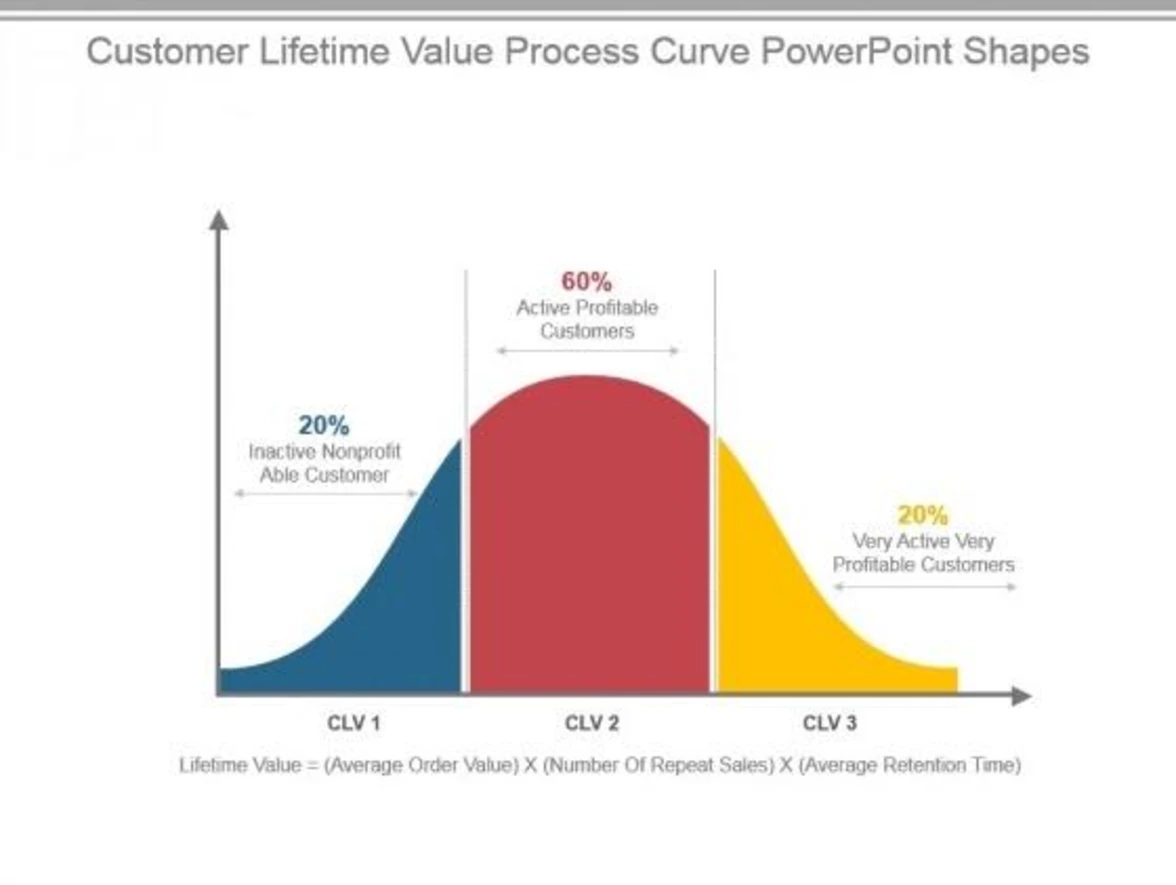 Customer Lifetime Value Process Curve PowerPoint Shapes
60%
Active Profitable
Customers
20%
Inactive Nonprofit
Able Customer
20%
Very Active Very
Profitable Customers
CLV 1
CLV 2
CLV 3
Lifetime Value = (Average Order Value) X (Number Of Repeat Sales) X (Average Retention Time)